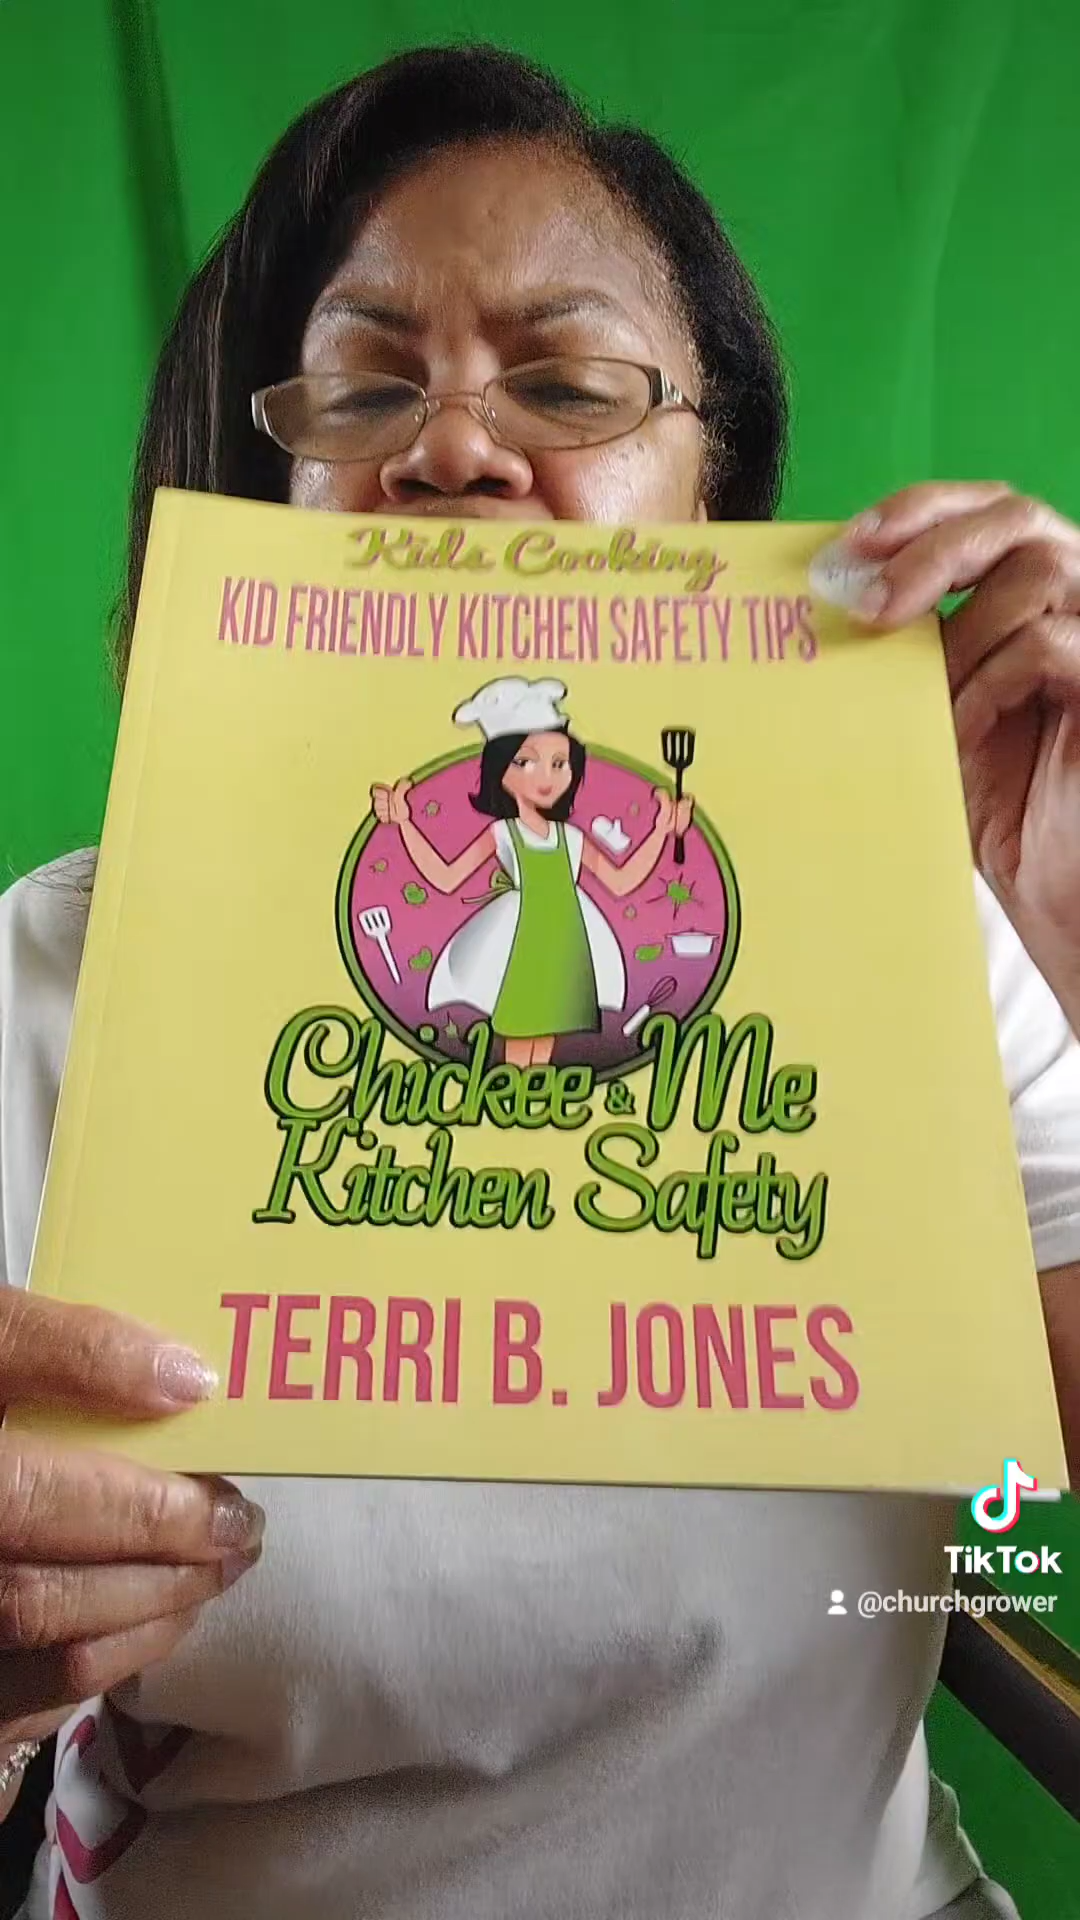 Kids Cooking
KID FRIENDLY KITCHEN SAFETY TIPS
Chickee & Me
Kitchen Safety
TERRI B. JONES
TikTok
@churchgrower